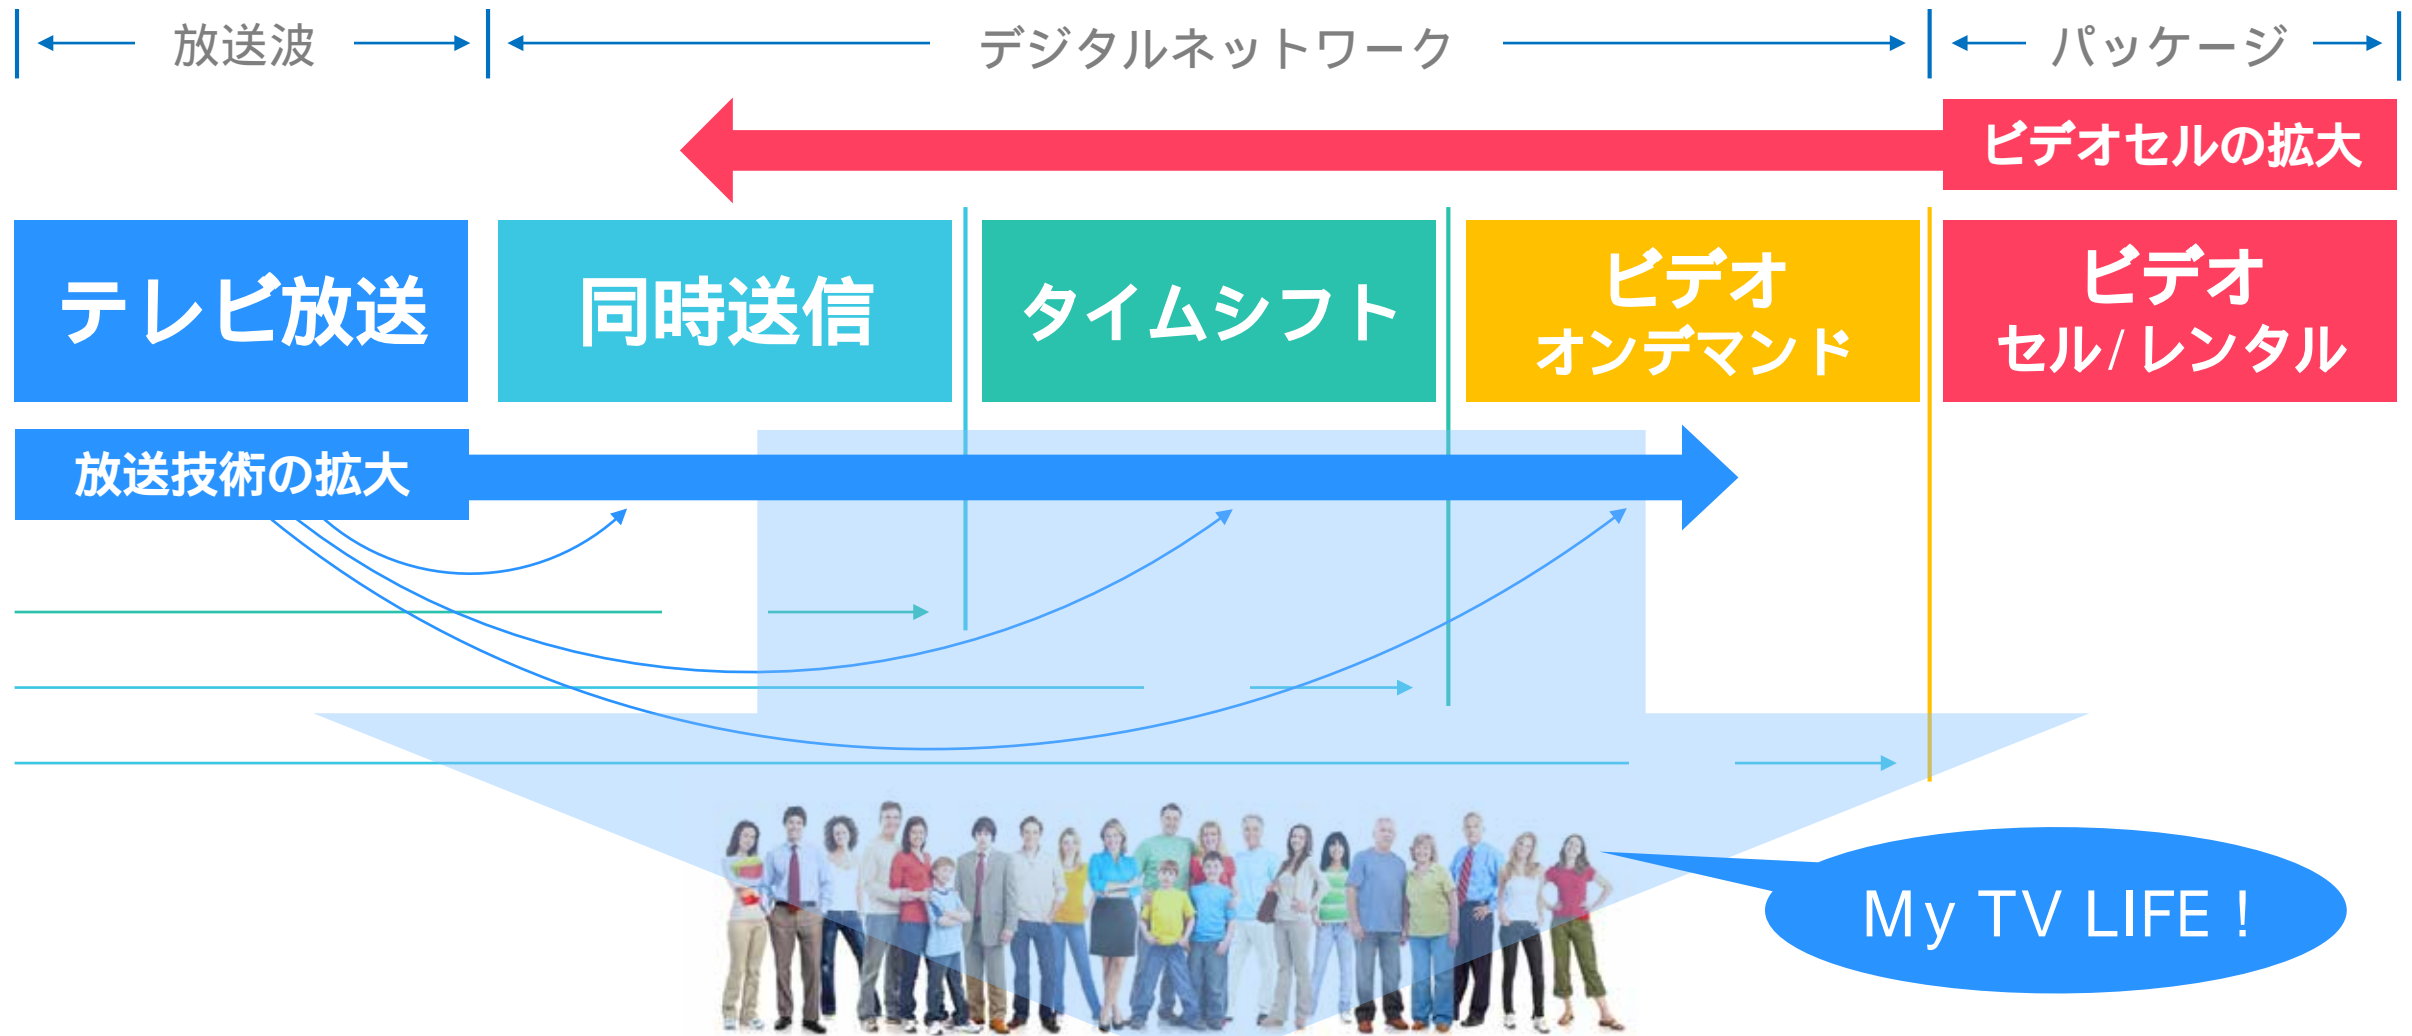 放送波
デジタルネットワーク
パッケージ
ビデオセルの拡大
テレビ放送
同時送信
タイムシフト
ビデオ
オンデマンド
ビデオ
セル/レンタル
放送技術の拡大
My TV LIFE！